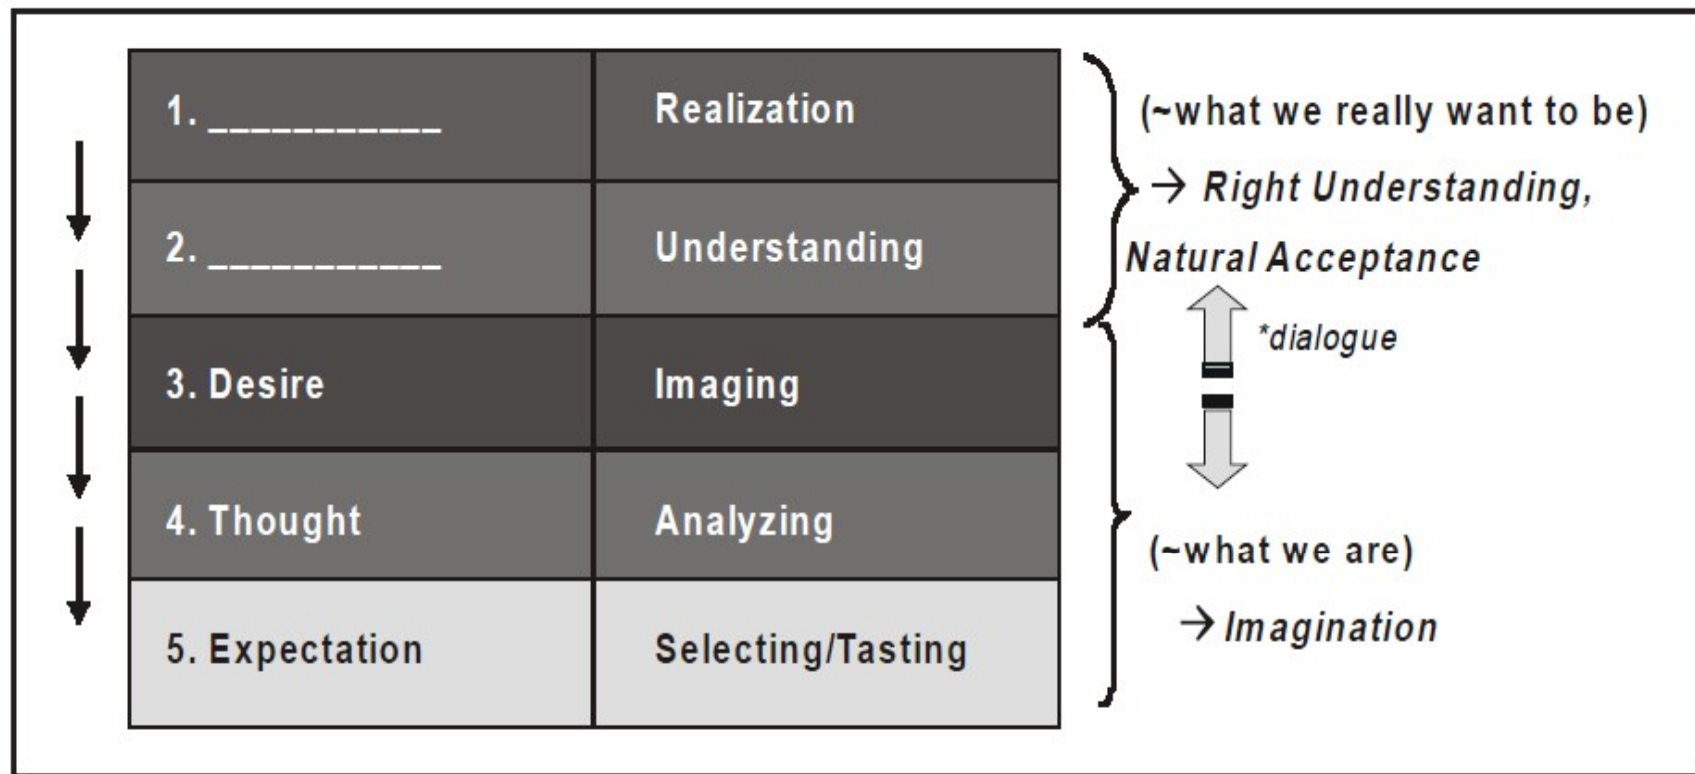 1. ___________ Realization
2. ___________ Understanding
3. Desire Imaging
4. Thought Analyzing
5. Expectation Selecting/Tasting
(~what we really want to be)
→ Right Understanding,
Natural Acceptance
*dialogue
(~what we are)
→ Imagination